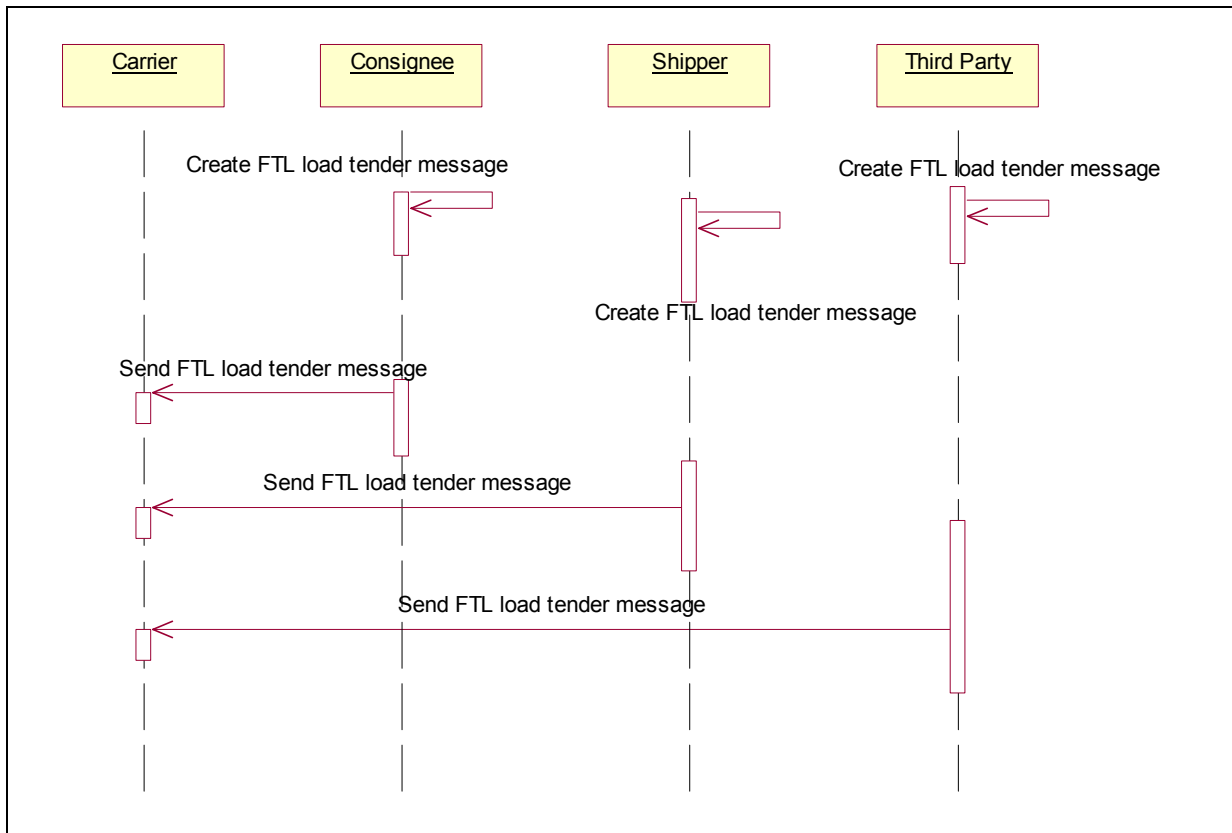 Carrier
Consignee
Shipper
Third Party
Create FTL load tender message
Create FTL load tender message
Create FTL load tender message
Send FTL load tender message
Send FTL load tender message
Send FTL load tender message